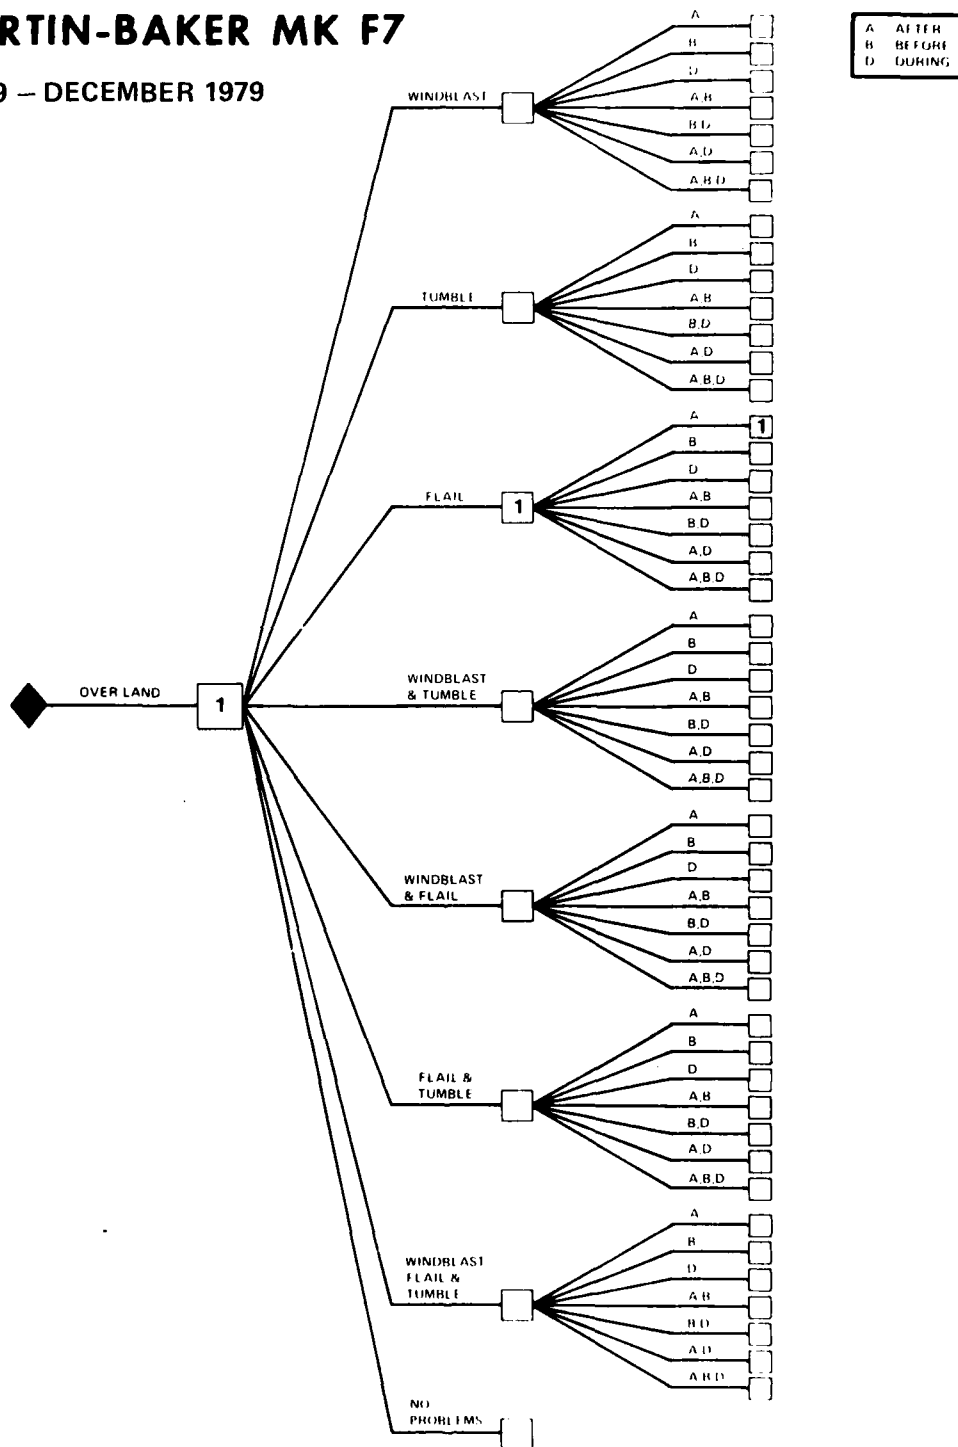 RTIN-BAKER MK F7
9 – DECEMBER 1979
A AFTER
B BEFORE
D DURING
WINDBLAST
A
B
D
A,B
B,D
A,D
A,B,D
TUMBLE
A
B
D
A,B
B,D
A,D
A,B,D
FLAIL
1
A
1
B
D
A,B
B,D
A,D
A,B,D
OVER LAND
1
WINDBLAST
& TUMBLE
A
B
D
A,B
B,D
A,D
A,B,D
WINDBLAST
& FLAIL
A
B
D
A,B
B,D
A,D
A,B,D
FLAIL &
TUMBLE
A
B
D
A,B
B,D
A,D
A,B,D
WINDBLAST
FLAIL &
TUMBLE
A
B
D
A,B
B,D
A,D
A,B,D
NO
PROBLEMS